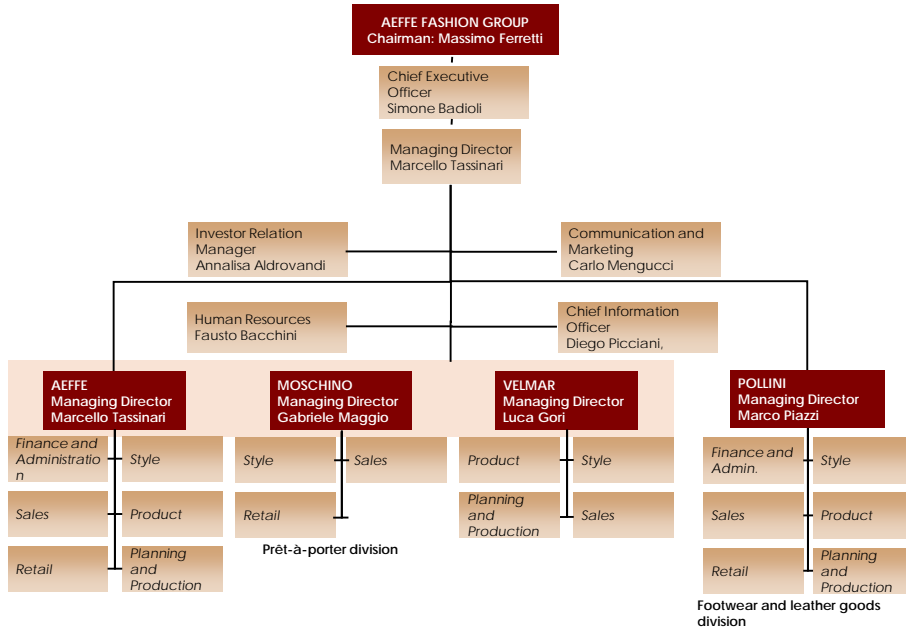 AEFFE FASHION GROUP
Chairman: Massimo Ferretti
Chief Executive
Officer
Simone Badioli
Managing Director
Marcello Tassinari
Investor Relation
Manager
Annalisa Aldrovandi
Communication and
Marketing
Carlo Mengucci
Human Resources
Fausto Bacchini
Chief Information
Officer
Diego Picciani,
AEFFE
Managing Director
Marcello Tassinari
MOSCHINO
Managing Director
Gabriele Maggio
VELMAR
Managing Director
Luca Gori
POLLINI
Managing Director
Marco Piazzi
Finance and
Administratio
n
Style
Sales
Product
Retail
Planning
and
Production
Style
Sales
Retail
Prêt-à-porter division
Product
Style
Planning
and
Production
Sales
Finance and
Admin.
Style
Sales
Product
Retail
Planning
and
Production
Footwear and leather goods
division